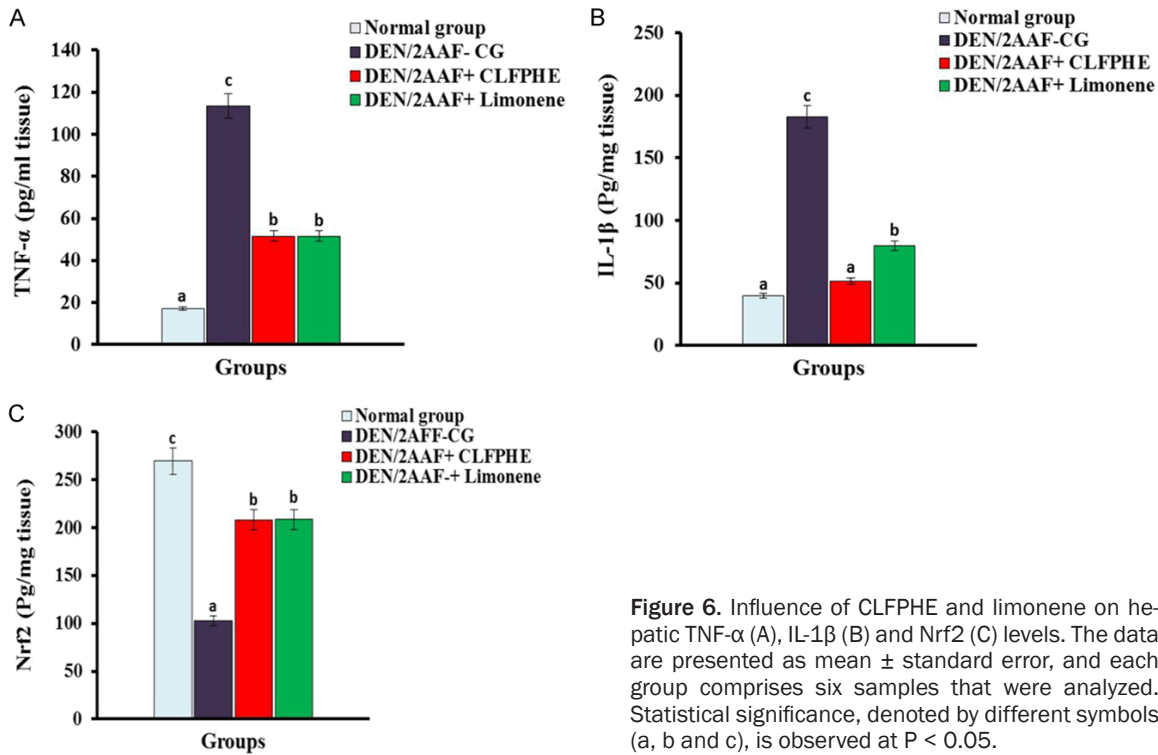 A
Normal group
DEN/2AAF- CG
DEN/2AAF+ CLFPHE
DEN/2AAF+ Limonene
TNF-α (pg/ml tissue)
140
120
100
80
60
40
20
0
a
c
b
b
Groups
B
Normal group
DEN/2AAF-CG
DEN/2AAF+ CLFPHE
DEN/2AAF+ Limonene
IL-1β (Pg/mg tissue)
250
200
150
100
50
0
a
c
a
b
Groups
C
Normal group
DEN/2AFF-CG
DEN/2AAF+ CLFPHE
DEN/2AAF-+ Limonene
Nrf2 (Pg/mg tissue)
300
250
200
150
100
50
0
c
a
b
b
Groups
Figure 6. Influence of CLFPHE and limonene on he-
patic TNF-α (A), IL-1β (B) and Nrf2 (C) levels. The data
are presented as mean ± standard error, and each
group comprises six samples that were analyzed.
Statistical significance, denoted by different symbols
(a, b and c), is observed at P < 0.05.